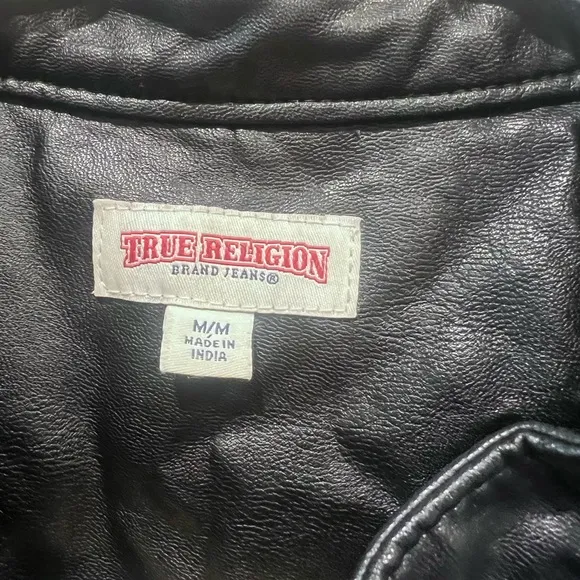 TRUE RELIGION
BRAND JEANS®
M/M
MADE IN
INDIA